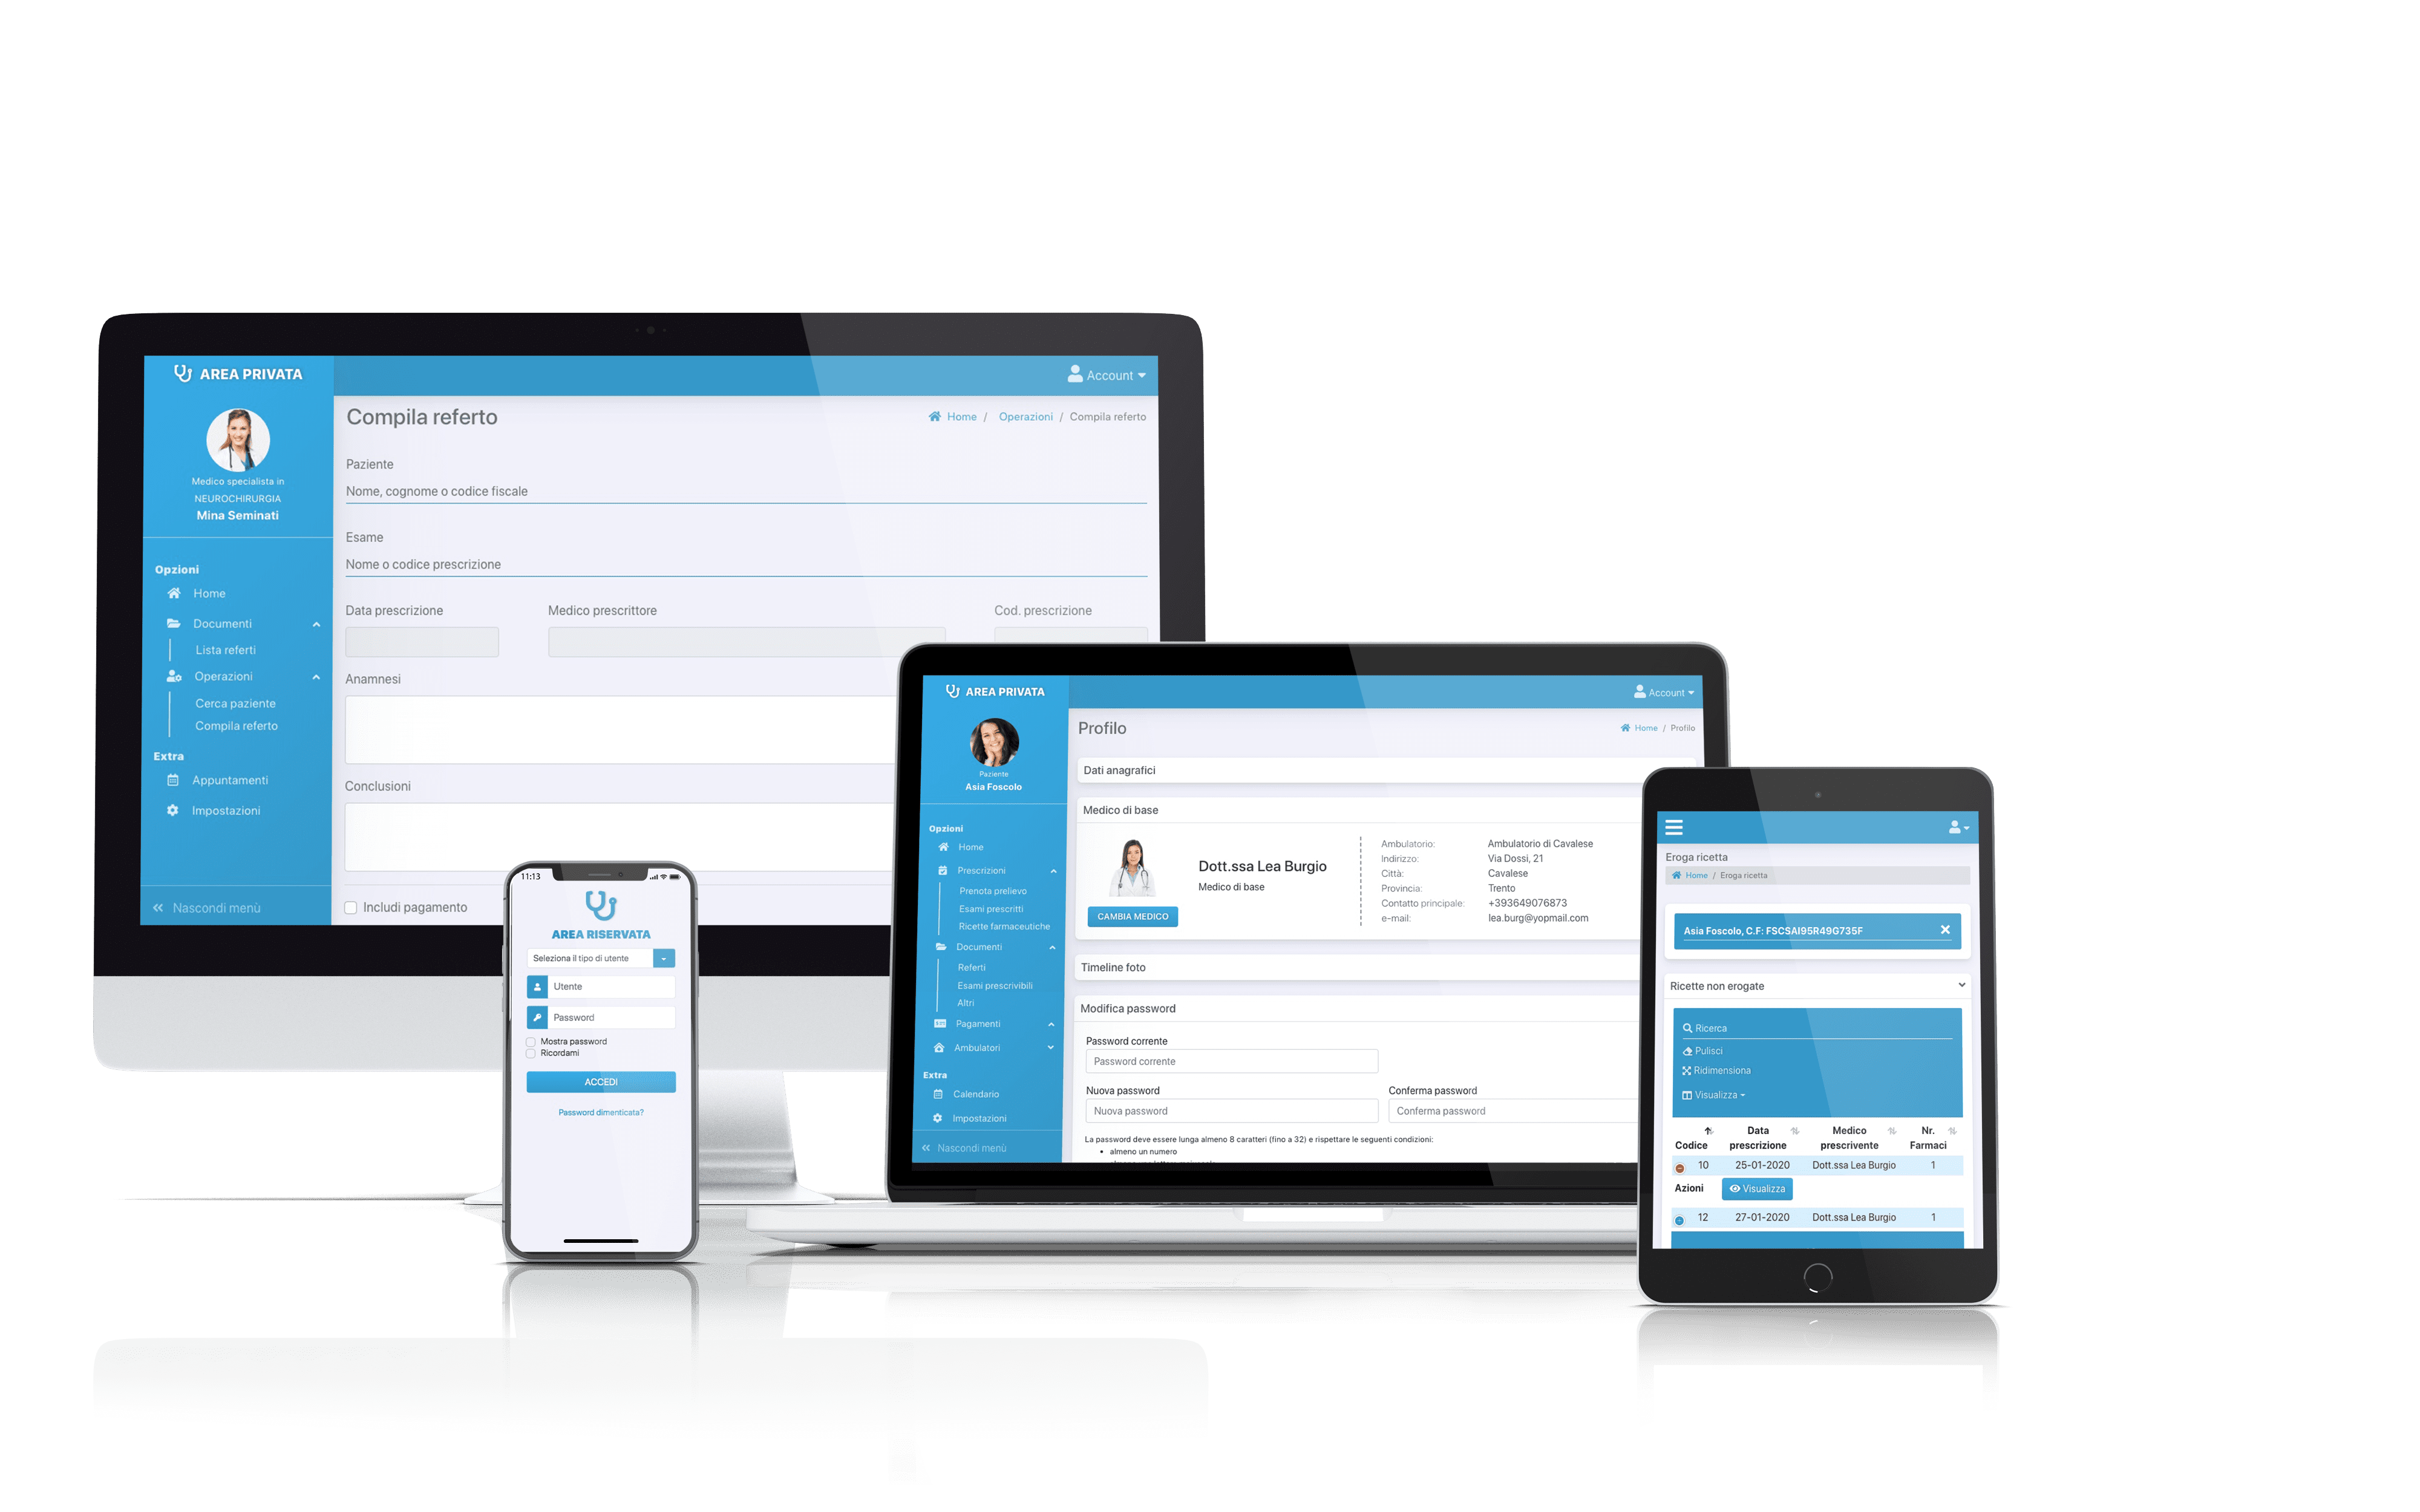 AREA PRIVATA
Account
Medico specialista in
NEUROCHIRURGIA
Mina Seminati
Opzioni
Home
Documenti
Lista referti
Operazioni
Cerca paziente
Compila referto
Extra
Appuntamenti
Impostazioni
Nascondi menù
Compila referto
Home / Operazioni / Compila referto
Paziente
Nome, cognome o codice fiscale
Esame
Nome o codice prescrizione
Data prescrizione Medico prescrittore Cod. prescrizione
Anamnesi
Conclusioni
Includi pagamento
11:13
AREA RISERVATA
Seleziona il tipo di utente
Utente
Password
Mostra password
Ricordami
ACCEDI
Password dimenticata?
AREA PRIVATA
Account
Paziente
Asia Foscolo
Opzioni
Home
Prescrizioni
Prenota prelievo
Esami prescritti
Ricette farmaceutiche
Documenti
Referti
Esami prescrivibili
Altri
Pagamenti
Ambulatori
Extra
Calendario
Impostazioni
Nascondi menù
Profilo
Home / Profilo
Dati anagrafici
Medico di base
Dott.ssa Lea Burgio
Medico di base
CAMBIA MEDICO
Ambulatorio: Ambulatorio di Cavalese
Indirizzo: Via Dossi, 21
Città: Cavalese
Provincia: Trento
Contatto principale: +393649076873
e-mail: lea.burg@yopmail.com
Timeline foto
Modifica password
Password corrente
Password corrente
Nuova password Conferma password
Nuova password Conferma password
La password deve essere lunga almeno 8 caratteri (fino a 32) e rispettare le seguenti condizioni:
• almeno un numero
Eroga ricetta
Home / Eroga ricetta
Asia Foscolo, C.F: FSCSAI95R49G735F
Ricette non erogate
Ricerca
Pulisci
Ridimensiona
Visualizza
Codice Data prescrizione Medico prescrivente Nr. Farmaci
10 25-01-2020 Dott.ssa Lea Burgio 1
Azioni Visualizza
12 27-01-2020 Dott.ssa Lea Burgio 1